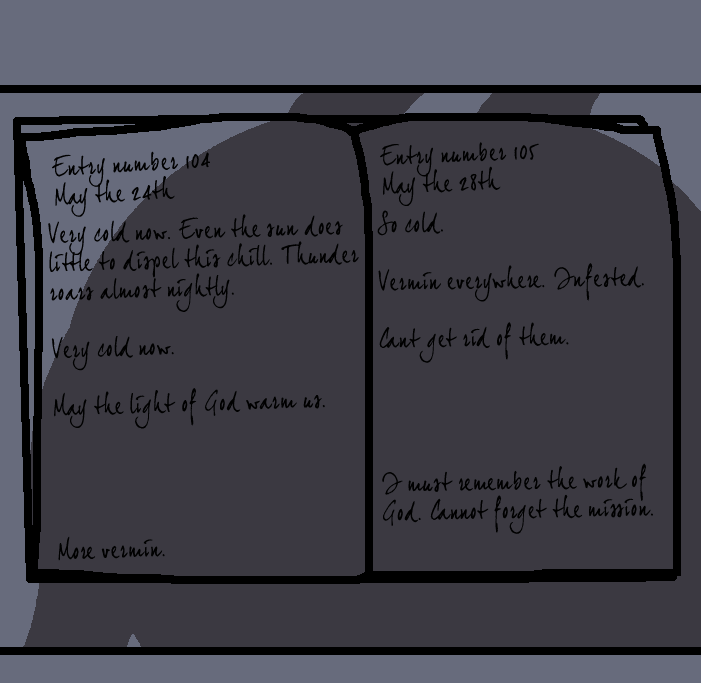 Entry number 104
May the 24th
Very cold now. Even the sun does
little to dispel this chill. Thunder
roars almost nightly.
Very cold now.
May the light of God warm us.
More vermin.
Entry number 105
May the 28th
So cold.
Vermin everywhere. Infested.
Cant get rid of them.
I must remember the work of
God. Cannot forget the mission.